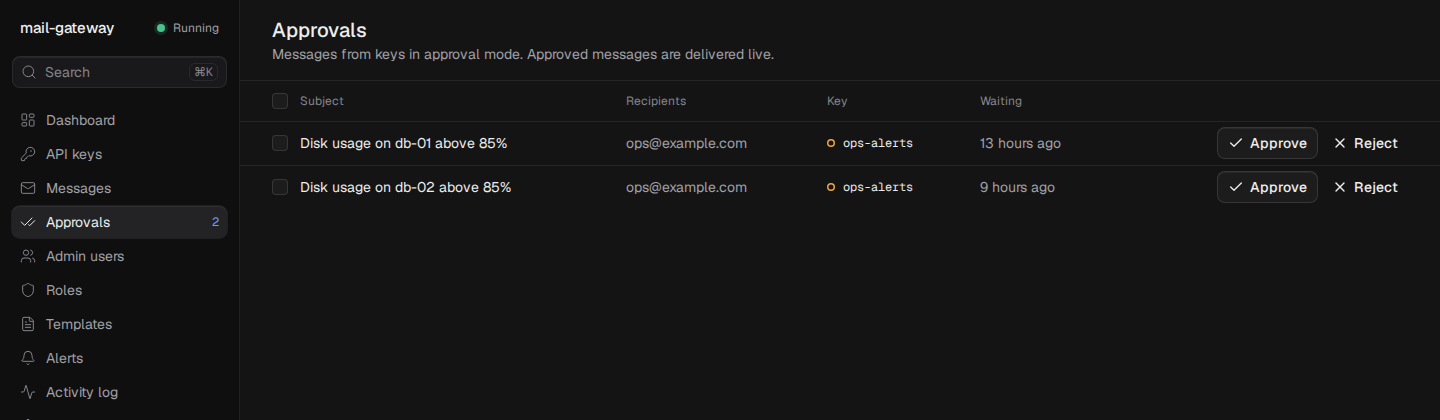 mail-gateway
Running
Search
⌘K
Dashboard
API keys
Messages
Approvals 2
Admin users
Roles
Templates
Alerts
Activity log
Approvals
Messages from keys in approval mode. Approved messages are delivered live.
Subject Recipients Key Waiting
Disk usage on db-01 above 85% ops@example.com ops-alerts 13 hours ago Approve Reject
Disk usage on db-02 above 85% ops@example.com ops-alerts 9 hours ago Approve Reject